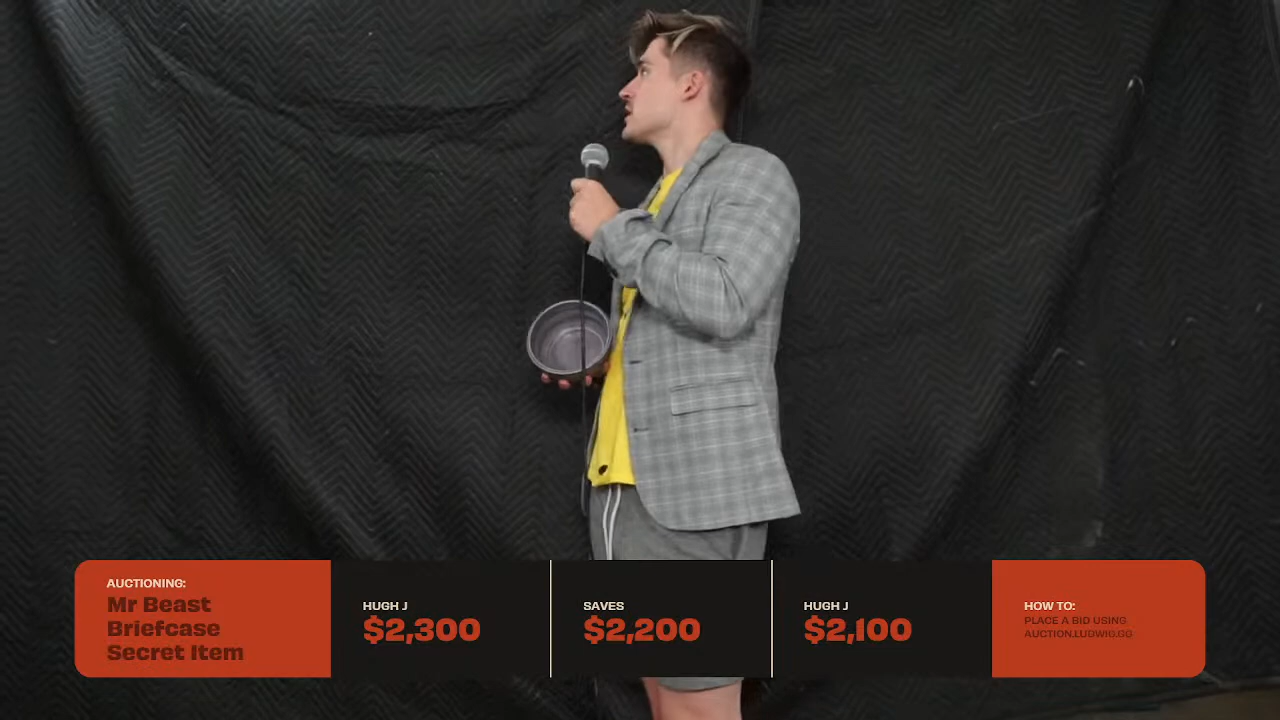 AUCTIONING:
Mr Beast
Briefcase
Secret Item
HUGH J
$2,300
SAVES
$2,200
HUGH J
$2,100
HOW TO:
PLACE A BID USING
AUCTION.LUDWIG.GG